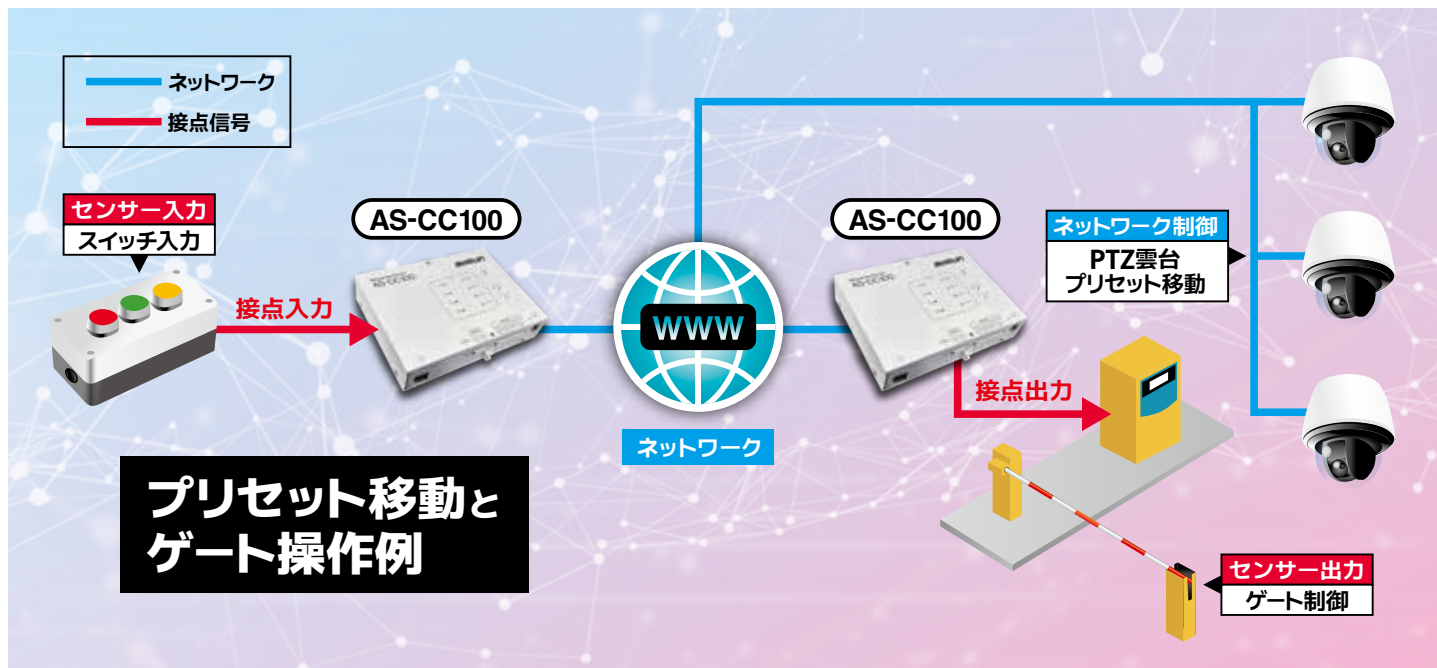 ネットワーク
接点信号
センサー入力
スイッチ入力
接点入力
AS-CC100
AS-CC100
WWW
ネットワーク
AS-CC100
AS-CC100
接点出力
ネットワーク制御
PTZ雲台
プリセット移動
センサー出力
ゲート制御
プリセット移動と
ゲート操作例